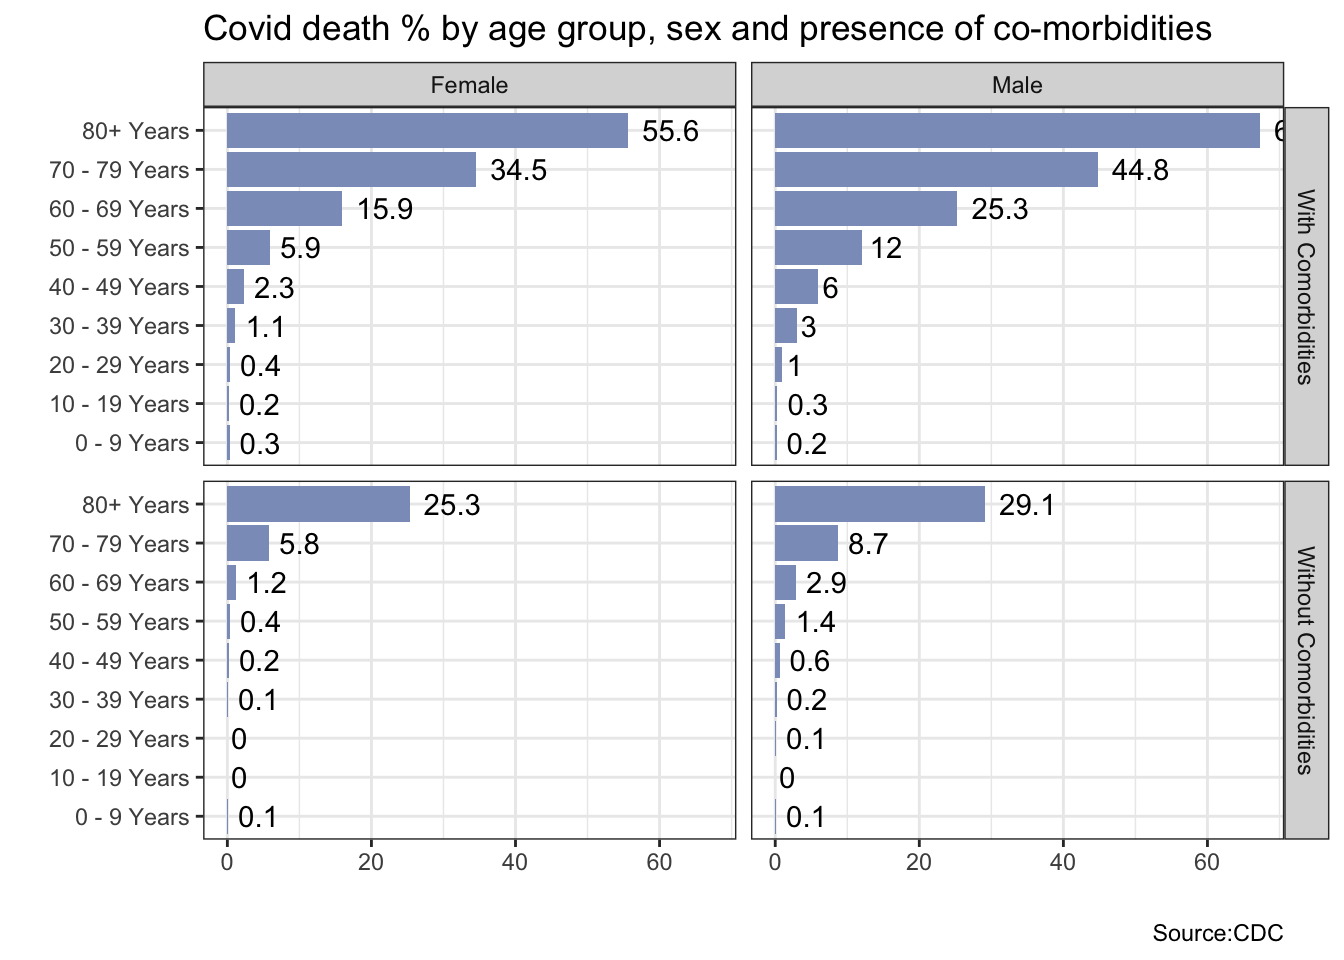 Covid death % by age group, sex and presence of co-morbidities
Female
Male
With Comorbidities
80+ Years
55.6
70 - 79 Years
34.5
44.8
60 - 69 Years
15.9
25.3
50 - 59 Years
5.9
12
40 - 49 Years
2.3
6
30 - 39 Years
1.1
3
20 - 29 Years
0.4
1
10 - 19 Years
0.2
0.3
0 - 9 Years
0.3
0.2
Without Comorbidities
80+ Years
25.3
29.1
70 - 79 Years
5.8
8.7
60 - 69 Years
1.2
2.9
50 - 59 Years
0.4
1.4
40 - 49 Years
0.2
0.6
30 - 39 Years
0.1
0.2
20 - 29 Years
0
0.1
10 - 19 Years
0
0
0 - 9 Years
0.1
0.1
0 20 40 60
0 20 40 60
Source:CDC